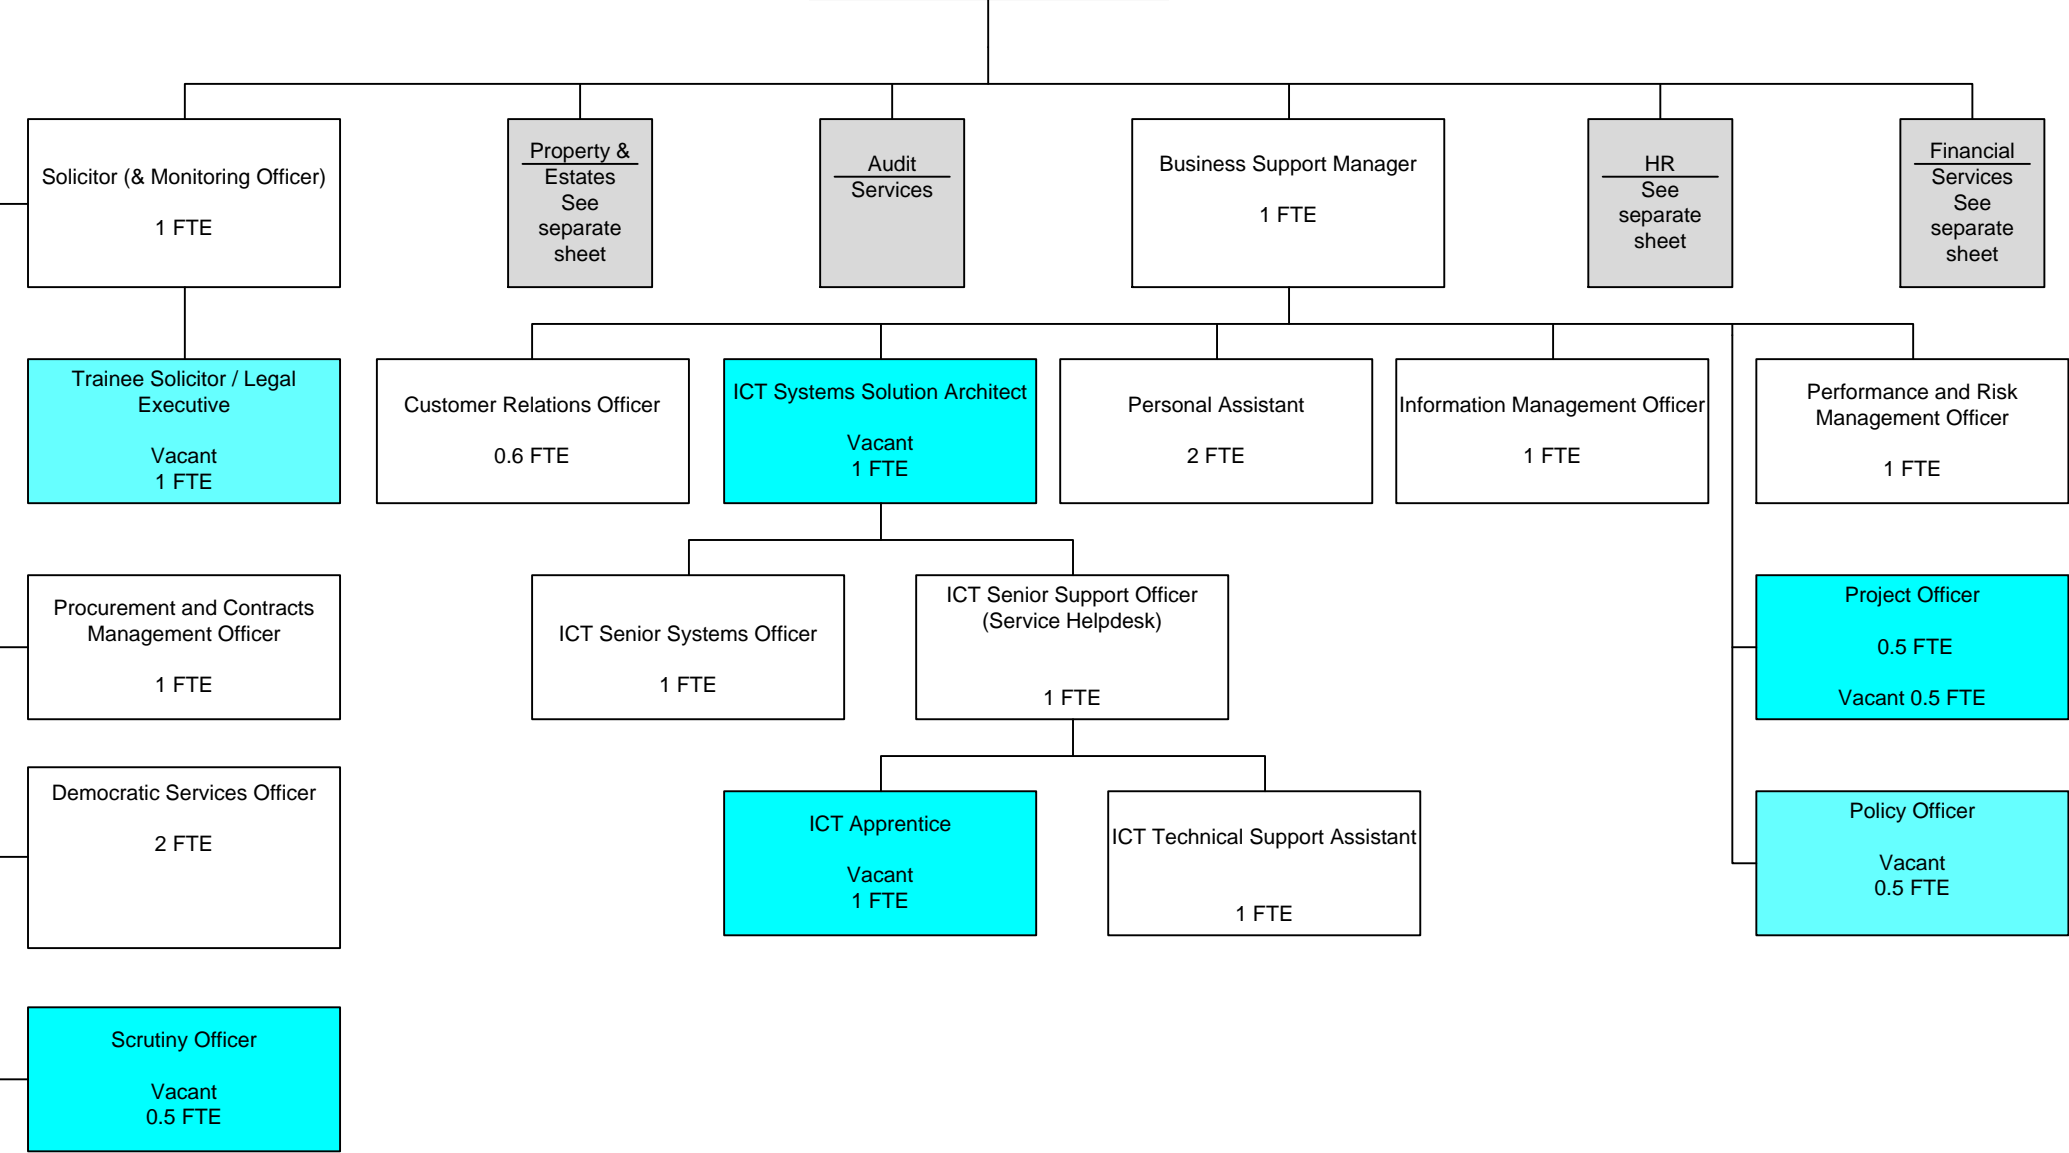 Solicitor (& Monitoring Officer)
1 FTE
Property &
Estates
See
separate
sheet
Audit
Services
Business Support Manager
1 FTE
HR
See
separate
sheet
Financial
Services
See
separate
sheet
Trainee Solicitor / Legal
Executive
Vacant
1 FTE
Customer Relations Officer
0.6 FTE
ICT Systems Solution Architect
Vacant
1 FTE
Personal Assistant
2 FTE
Information Management Officer
1 FTE
Performance and Risk
Management Officer
1 FTE
Procurement and Contracts
Management Officer
1 FTE
ICT Senior Systems Officer
1 FTE
ICT Senior Support Officer
(Service Helpdesk)
1 FTE
Project Officer
0.5 FTE
Vacant 0.5 FTE
Democratic Services Officer
2 FTE
ICT Apprentice
Vacant
1 FTE
ICT Technical Support Assistant
1 FTE
Policy Officer
Vacant
0.5 FTE
Scrutiny Officer
Vacant
0.5 FTE